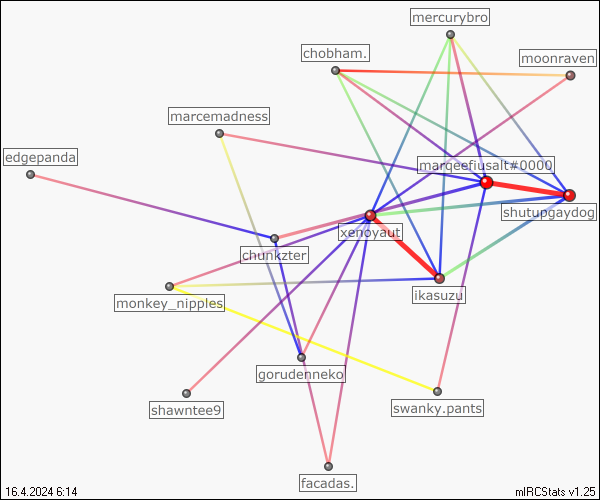 mercurybro
chobham.
moonraven
marcemadness
edgepanda
marqeefiusalt#0000
shutupgaydog
xenoyaut
chunkzter
ikasuzu
monkey_nipples
gorudenneko
shawntee9
swanky.pants
facadas.
16.4.2024 6:14
mIRCStats v1.25